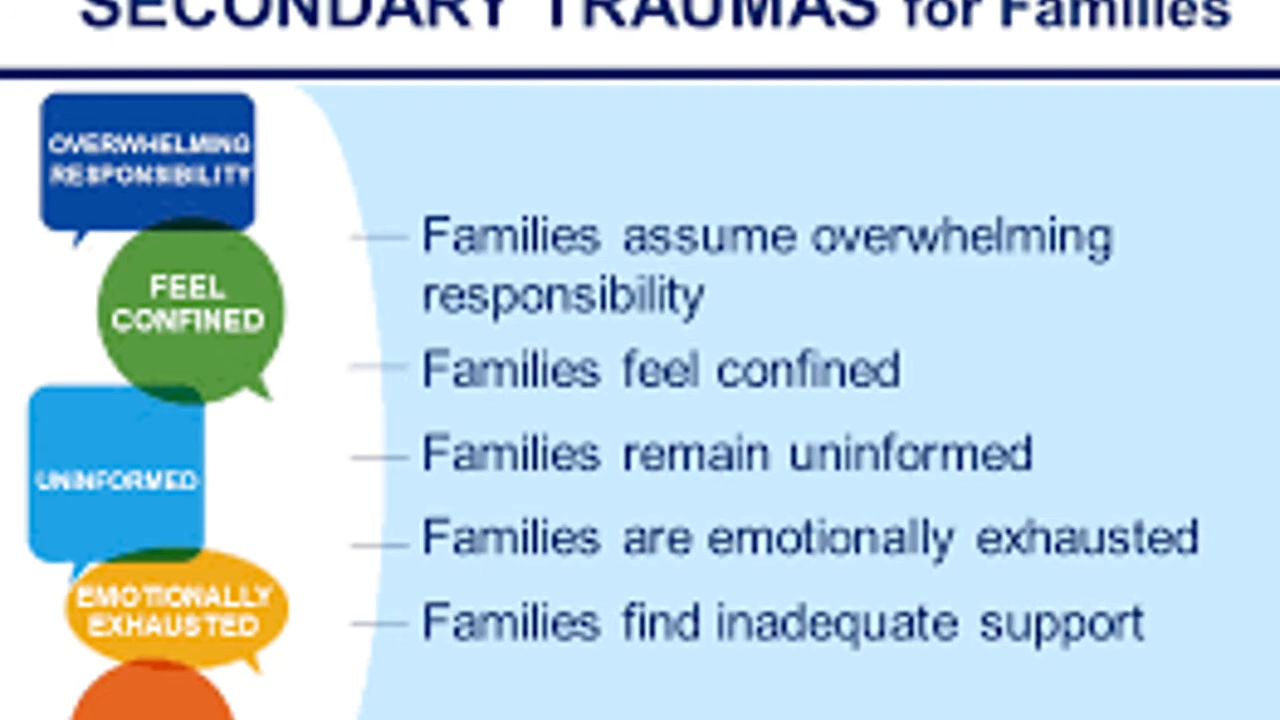 SECONDARY TRAUMAS for Families
OVERWHELMING
RESPONSIBILITY
FEEL
CONFINED
UNINFORMED
EMOTIONALLY
EXHAUSTED
Families assume overwhelming
responsibility
Families feel confined
Families remain uninformed
Families are emotionally exhausted
Families find inadequate support